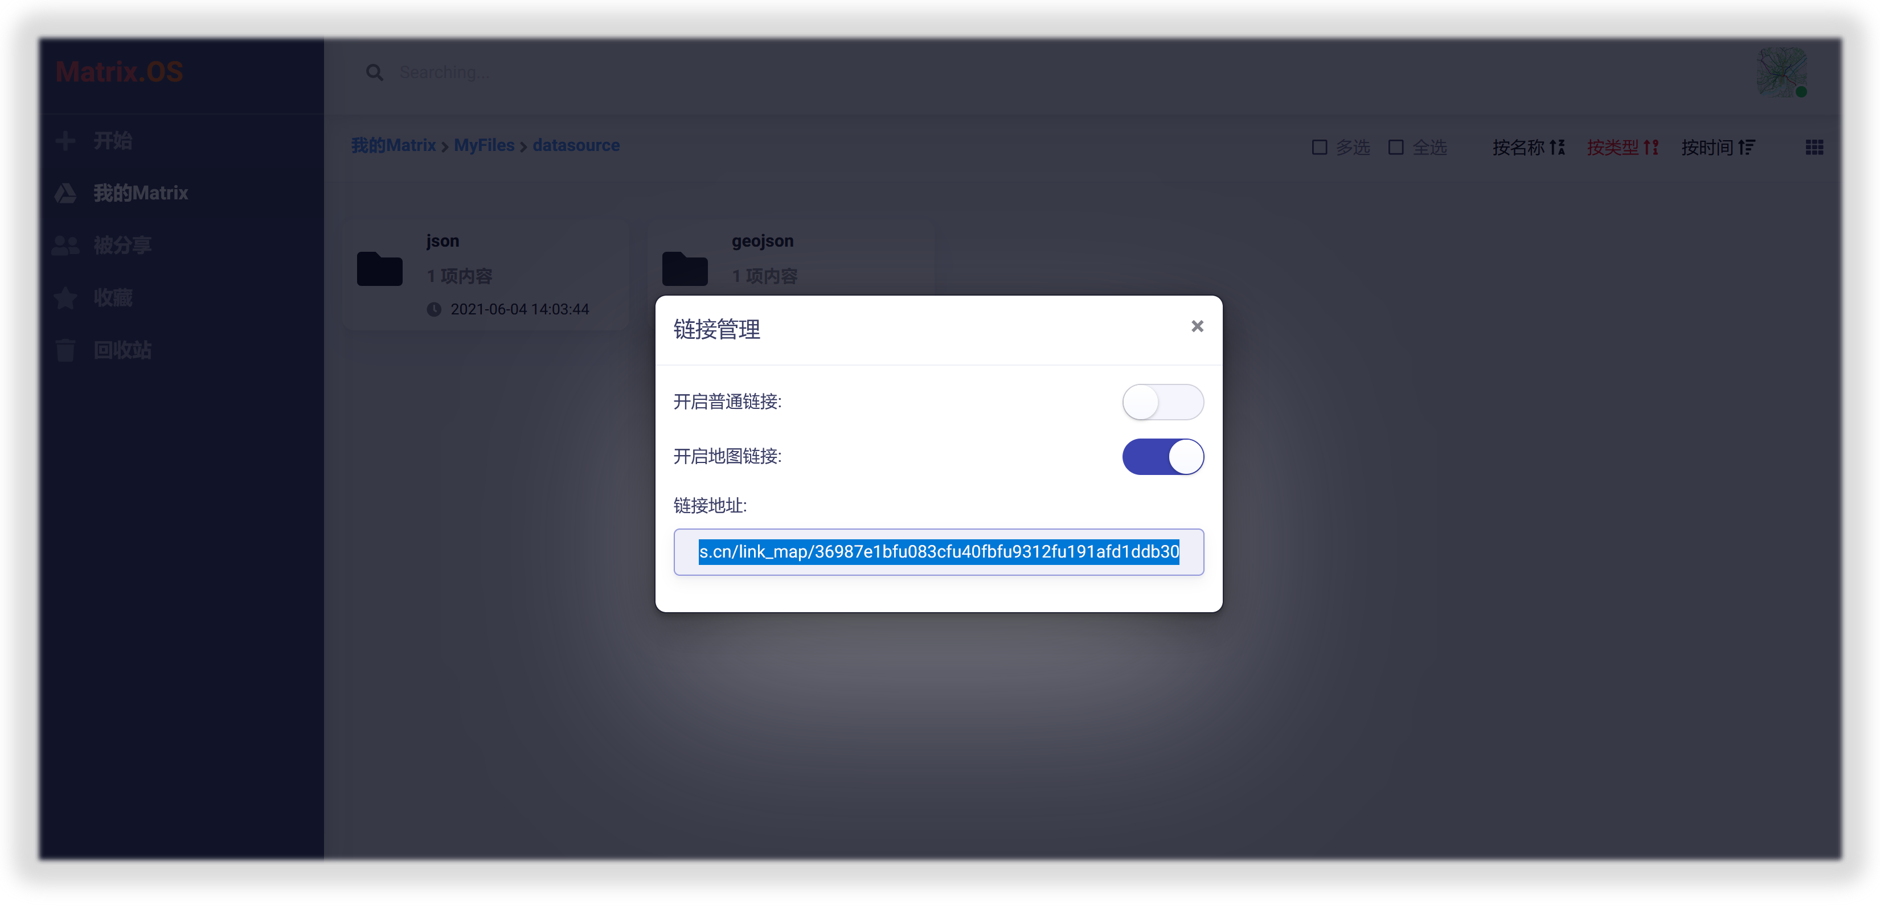 Matrix.OS
Searching...
开始
我的Matrix
被分享
收藏
回收站
我的Matrix > MyFiles > datasource
多选 全选 按名称 按类型 按时间
json
1 项内容
2021-06-04 14:03:44
geojson
1 项内容
链接管理
×
开启普通链接:
开启地图链接:
链接地址:
s.cn/link_map/36987e1bfu083cfu40fbfu9312fu191afd1ddb30